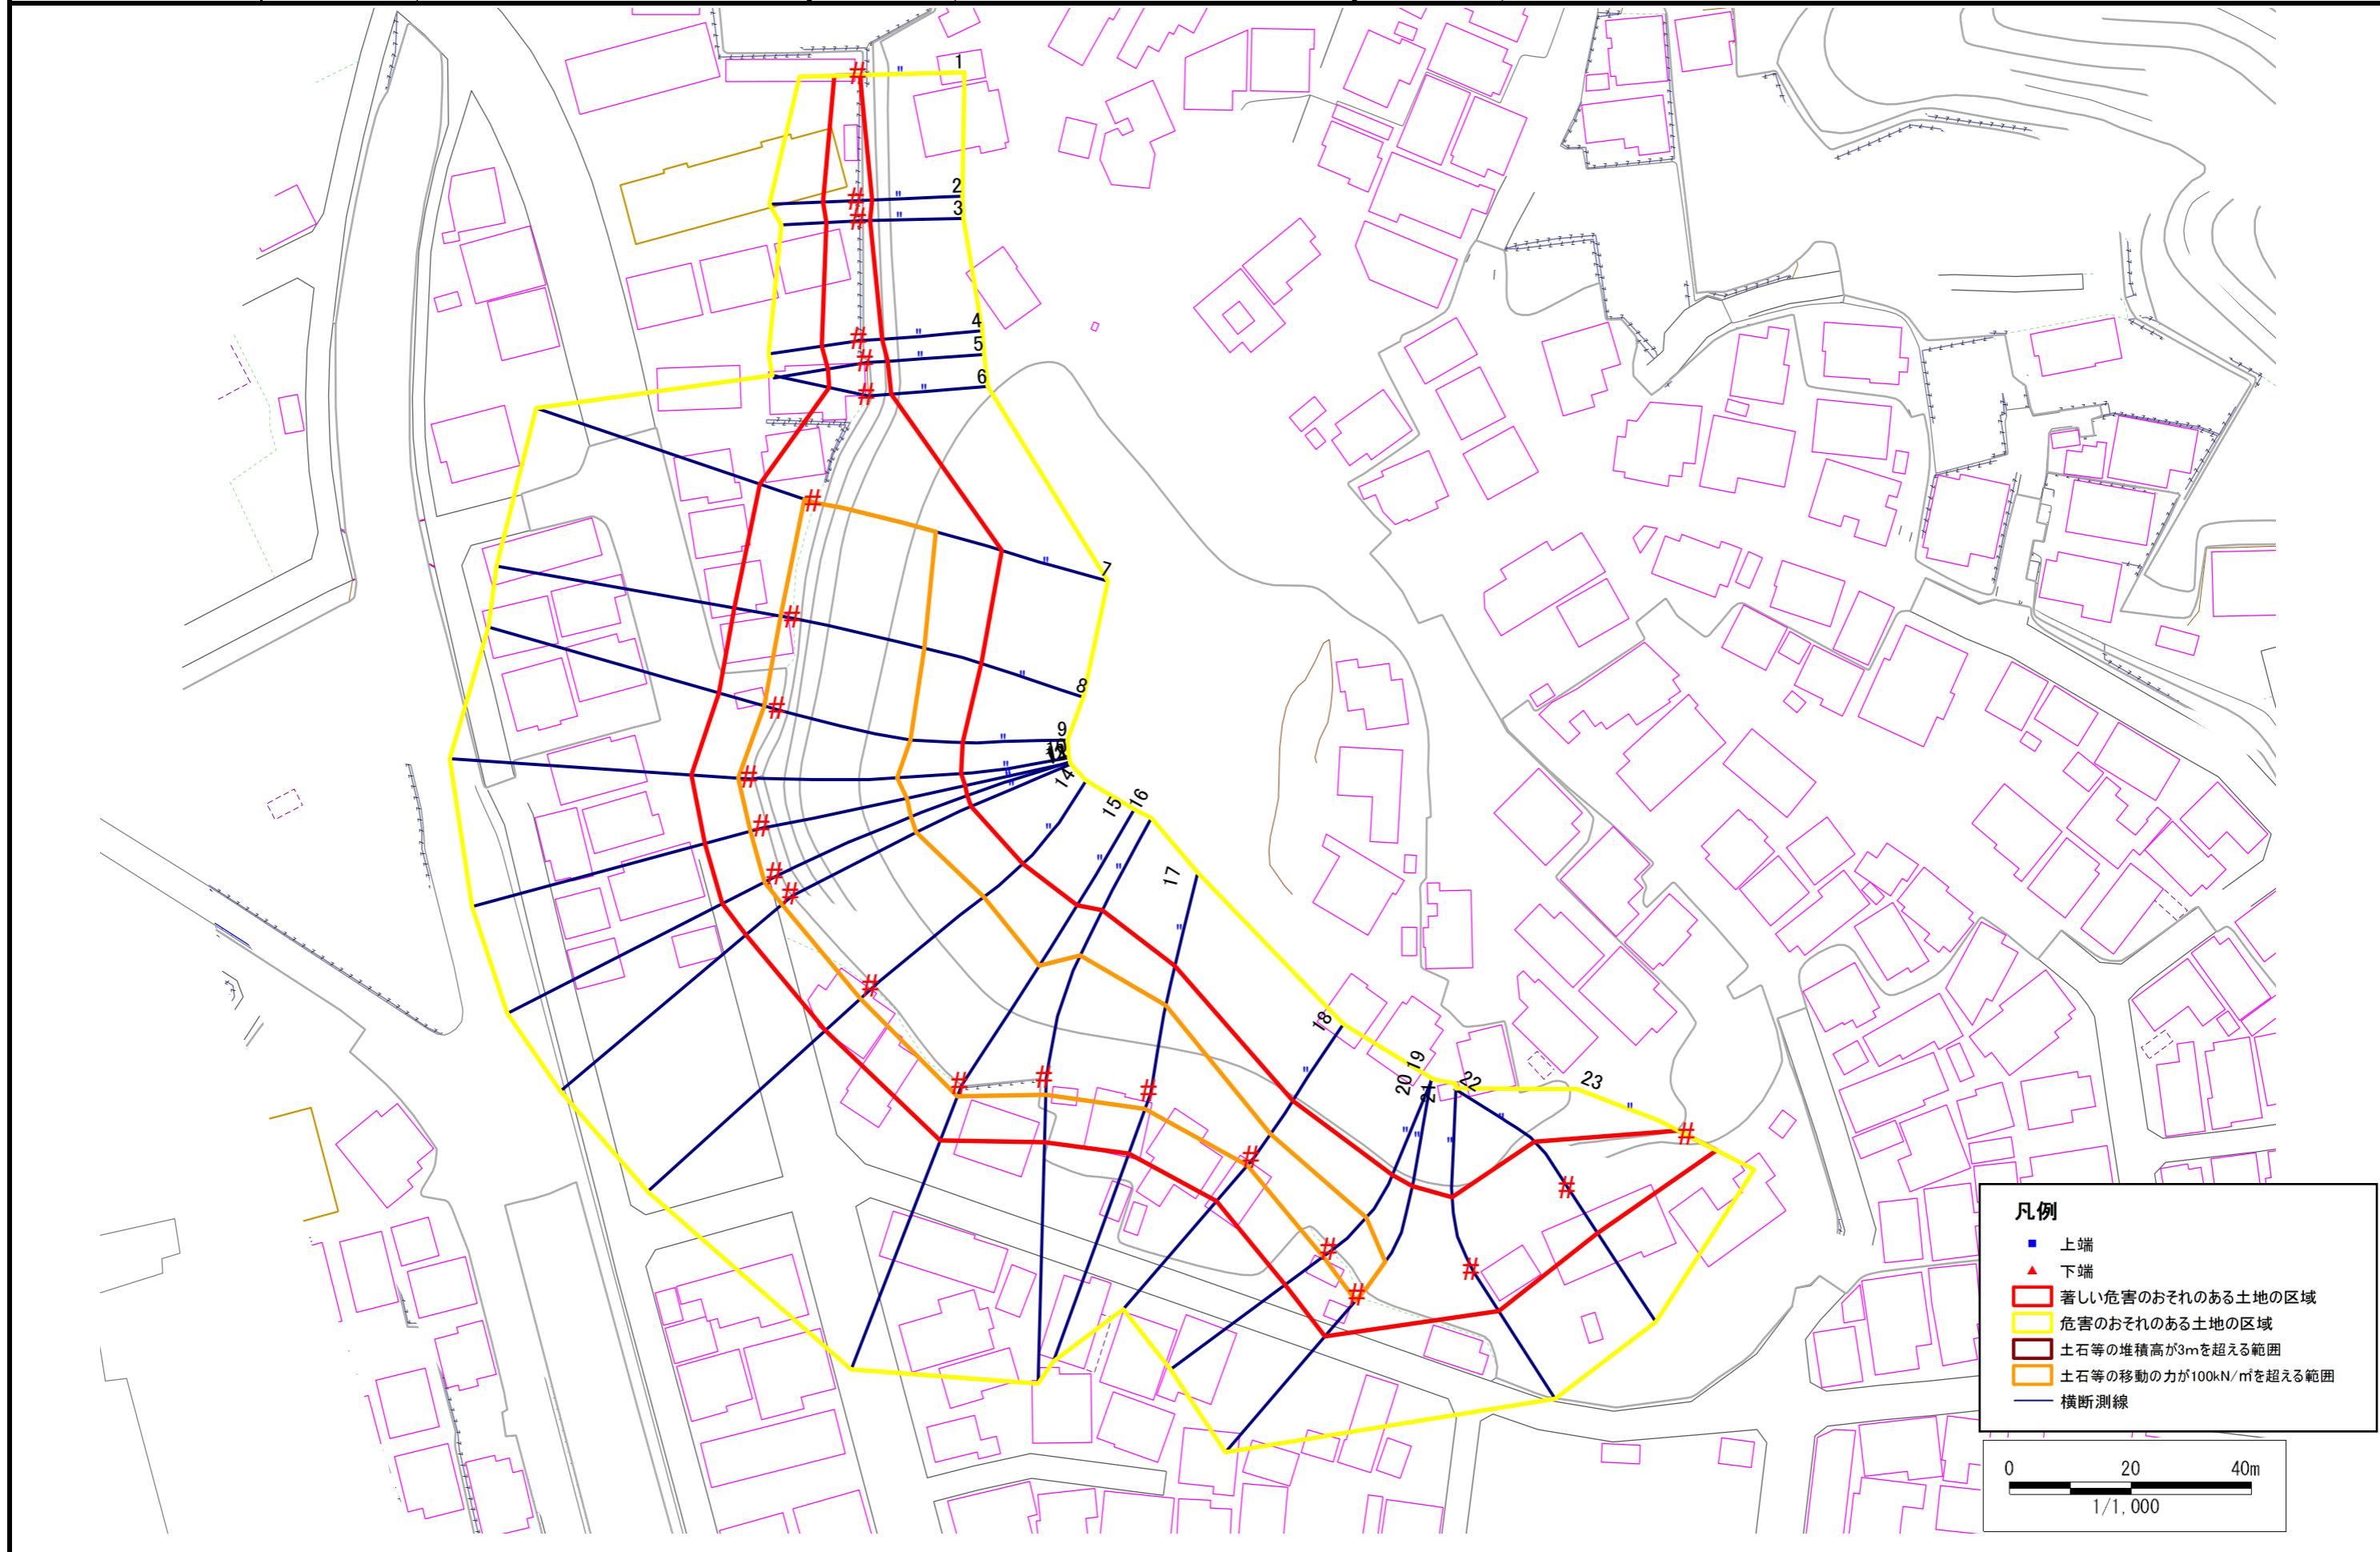 1
2
3
4
5
6
7
8
9
14
15
16
17
18
19
20
21
22
23
凡例
上端
下端
著しい危害のおそれのある土地の区域
危害のおそれのある土地の区域
土石等の堆積高が3mを超える範囲
土石等の移動の力が100kN/㎡を超える範囲
横断測線
0 20 40m
1/1,000